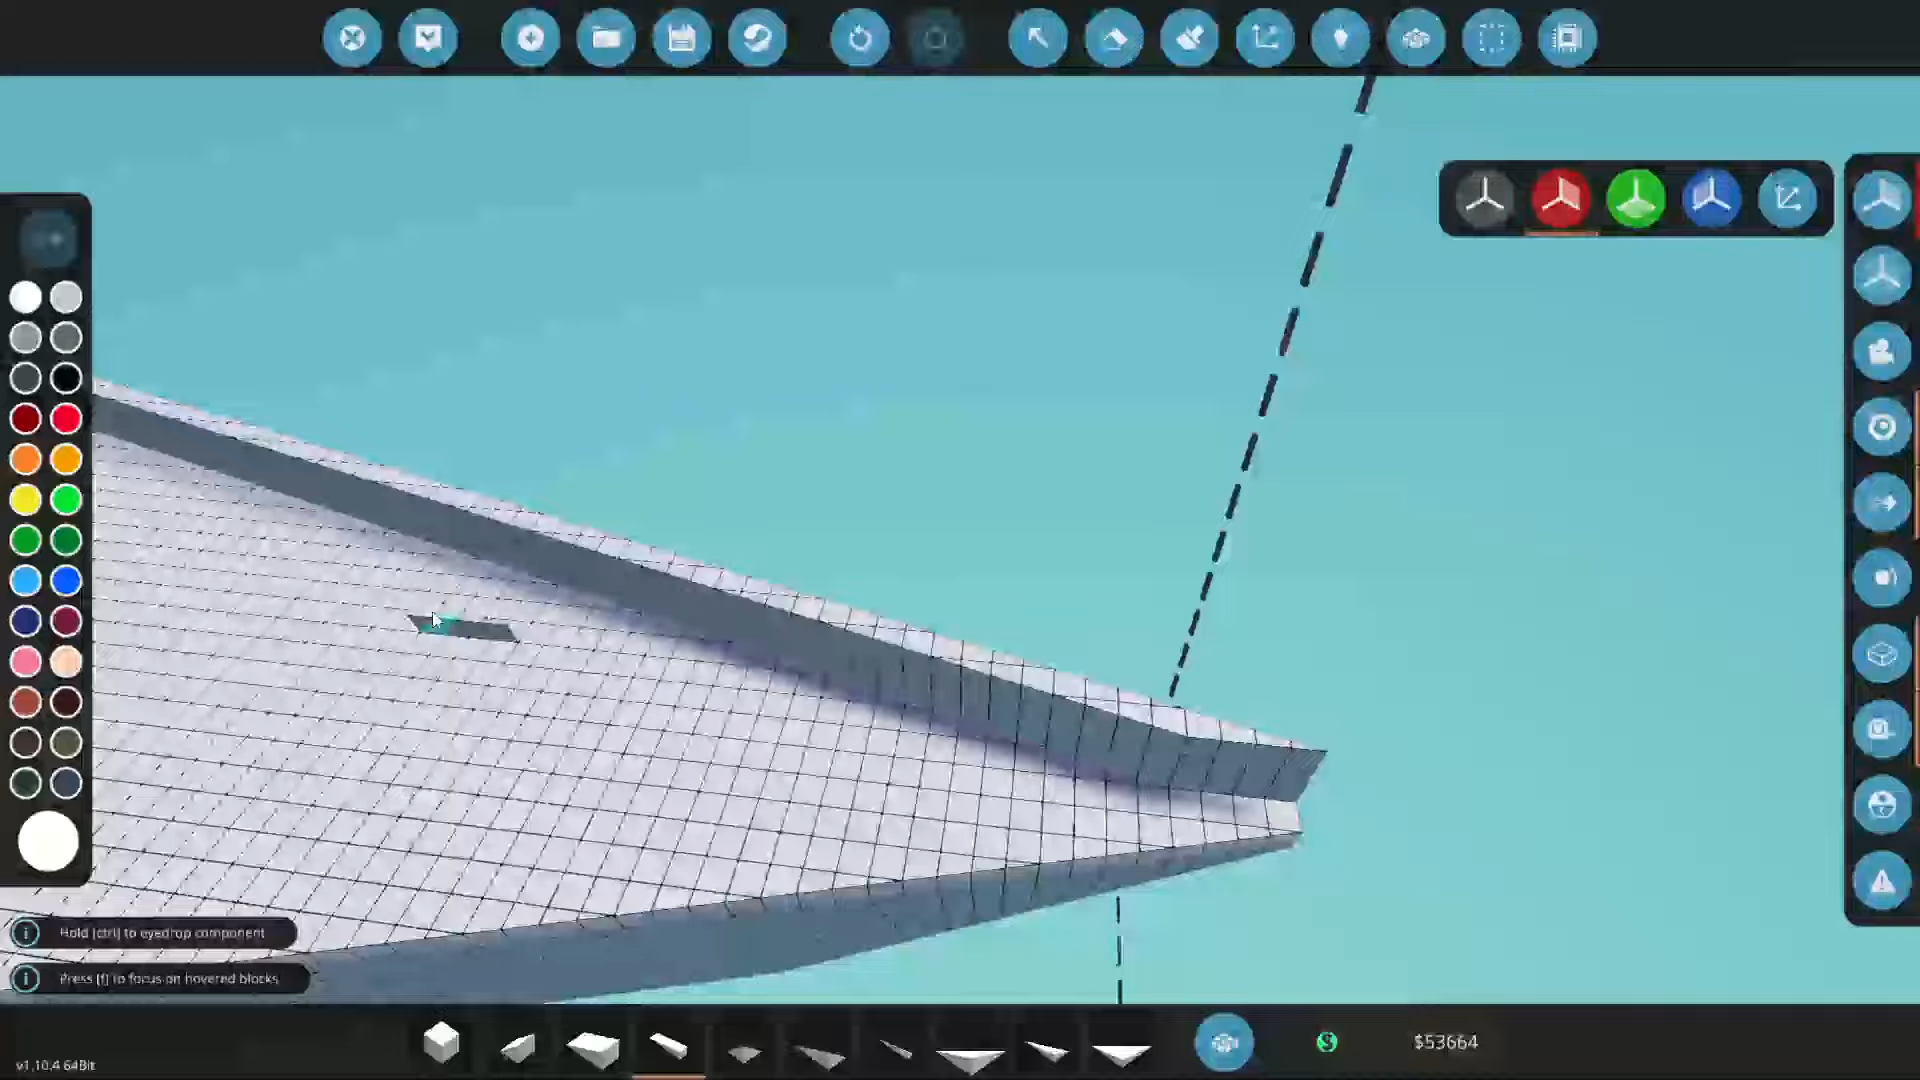 Hold [ctrl] to eyedrop component
Press [f] to focus on hovered blocks
v1.10.4 64Bit
$53664